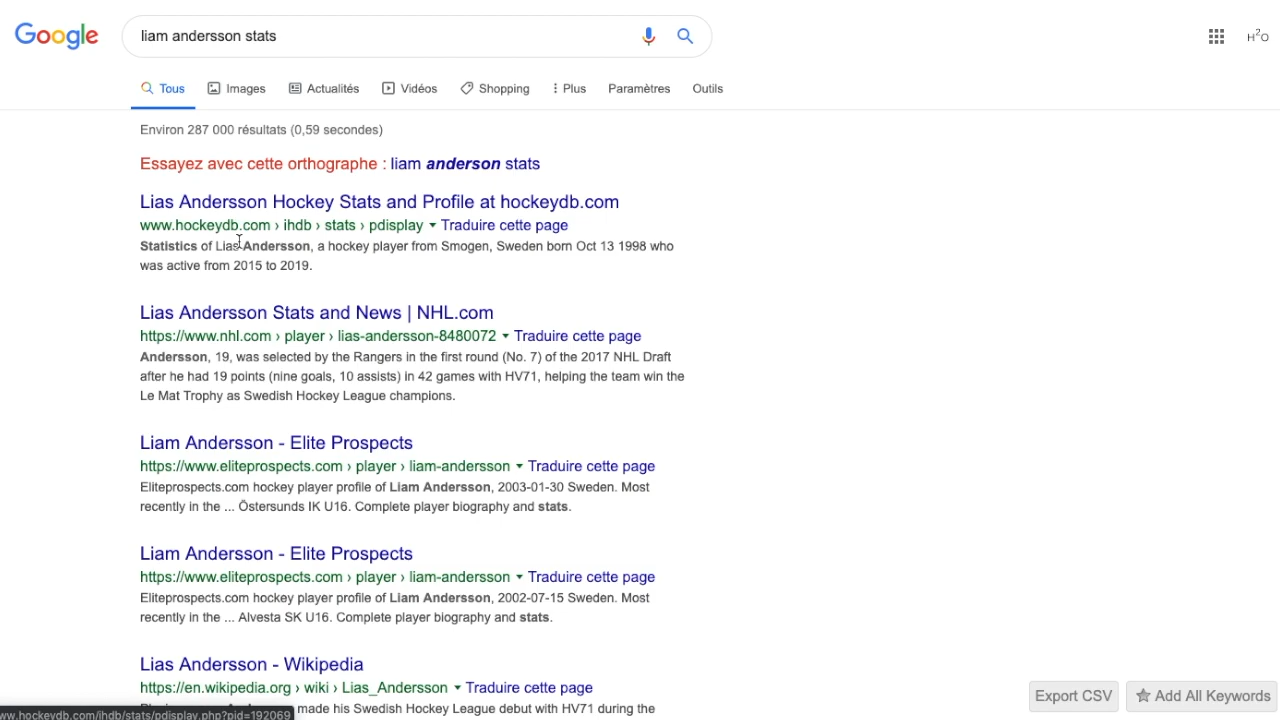 Google
liam andersson stats
H²O
Tous Images Actualités Vidéos Shopping Plus Paramètres Outils
Environ 287 000 résultats (0,59 secondes)
Essayez avec cette orthographe : liam anderson stats
Lias Andersson Hockey Stats and Profile at hockeydb.com
www.hockeydb.com › ihdb › stats › pdisplay ▾ Traduire cette page
Statistics of Lias Andersson, a hockey player from Smogen, Sweden born Oct 13 1998 who
was active from 2015 to 2019.
Lias Andersson Stats and News | NHL.com
https://www.nhl.com › player › lias-andersson-8480072 ▾ Traduire cette page
Andersson, 19, was selected by the Rangers in the first round (No. 7) of the 2017 NHL Draft
after he had 19 points (nine goals, 10 assists) in 42 games with HV71, helping the team win the
Le Mat Trophy as Swedish Hockey League champions.
Liam Andersson - Elite Prospects
https://www.eliteprospects.com › player › liam-andersson ▾ Traduire cette page
Eliteprospects.com hockey player profile of Liam Andersson, 2003-01-30 Sweden. Most
recently in the ... Östersunds IK U16. Complete player biography and stats.
Liam Andersson - Elite Prospects
https://www.eliteprospects.com › player › liam-andersson ▾ Traduire cette page
Eliteprospects.com hockey player profile of Liam Andersson, 2002-07-15 Sweden. Most
recently in the ... Alvesta SK U16. Complete player biography and stats.
Lias Andersson - Wikipedia
https://en.wikipedia.org › wiki › Lias_Andersson ▾ Traduire cette page
made his Swedish Hockey League debut with HV71 during the
Export CSV Add All Keywords
ww.hockeydb.com/ihdb/stats/pdisplay.php?pid=192069